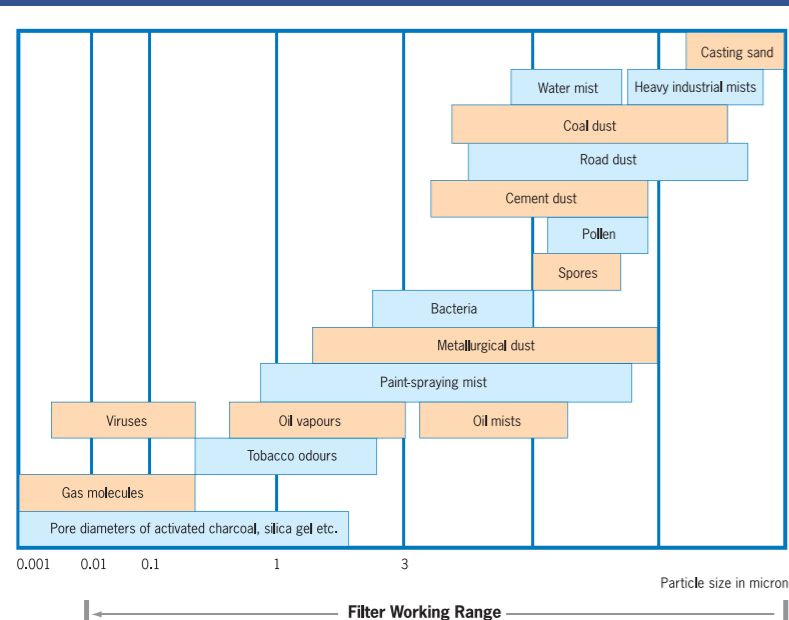 Casting sand
Water mist
Heavy industrial mists
Coal dust
Road dust
Cement dust
Pollen
Spores
Bacteria
Metallurgical dust
Paint-spraying mist
Viruses
Oil vapours
Oil mists
Tobacco odours
Gas molecules
Pore diameters of activated charcoal, silica gel etc.
0.001 0.01 0.1 1 3
Particle size in micron
Filter Working Range